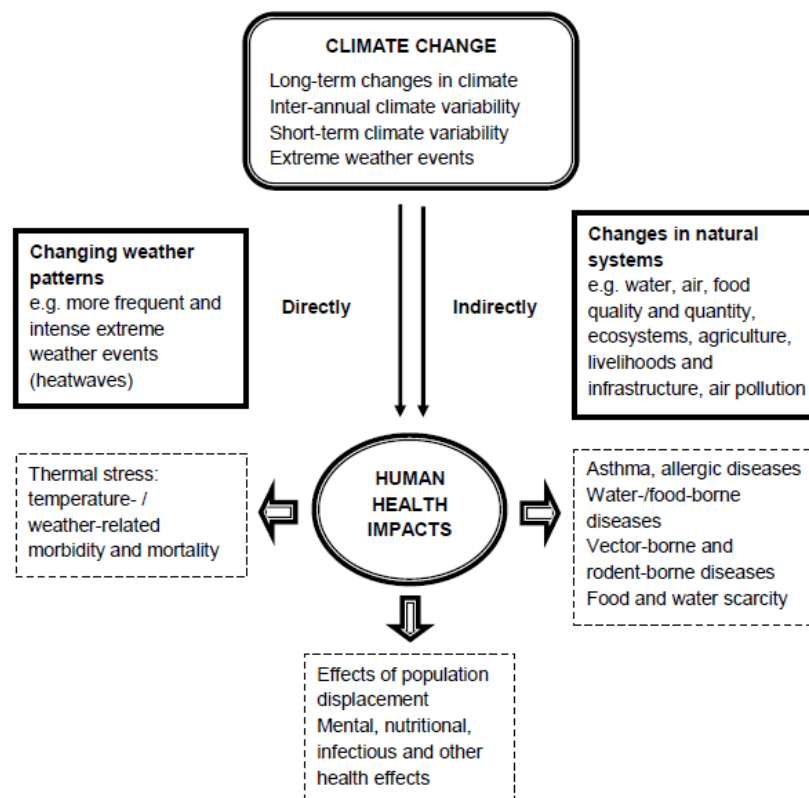 CLIMATE CHANGE
Long-term changes in climate
Inter-annual climate variability
Short-term climate variability
Extreme weather events
Changing weather
patterns
e.g. more frequent and
intense extreme
weather events
(heatwaves)
Directly
Indirectly
Changes in natural
systems
e.g. water, air, food
quality and quantity,
ecosystems, agriculture,
livelihoods and
infrastructure, air pollution
Thermal stress:
temperature- /
weather-related
morbidity and mortality
HUMAN
HEALTH
IMPACTS
Asthma, allergic diseases
Water-/food-borne
diseases
Vector-borne and
rodent-borne diseases
Food and water scarcity
Effects of population
displacement
Mental, nutritional,
infectious and other
health effects